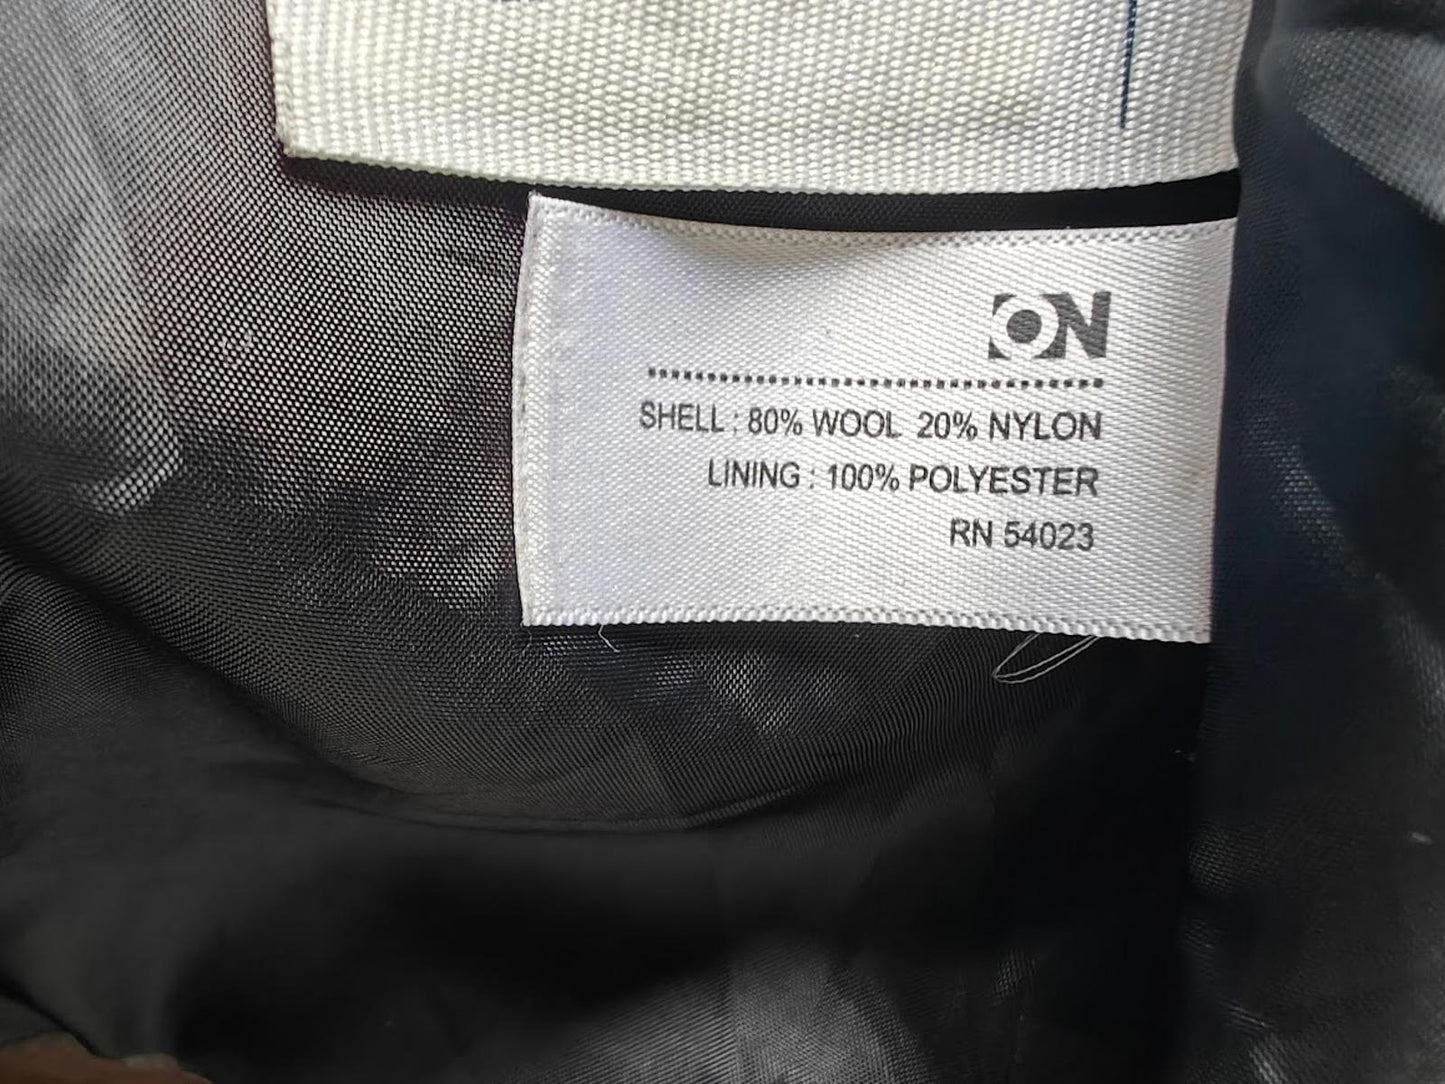 ON
SHELL : 80% WOOL 20% NYLON
LINING : 100% POLYESTER
RN 54023